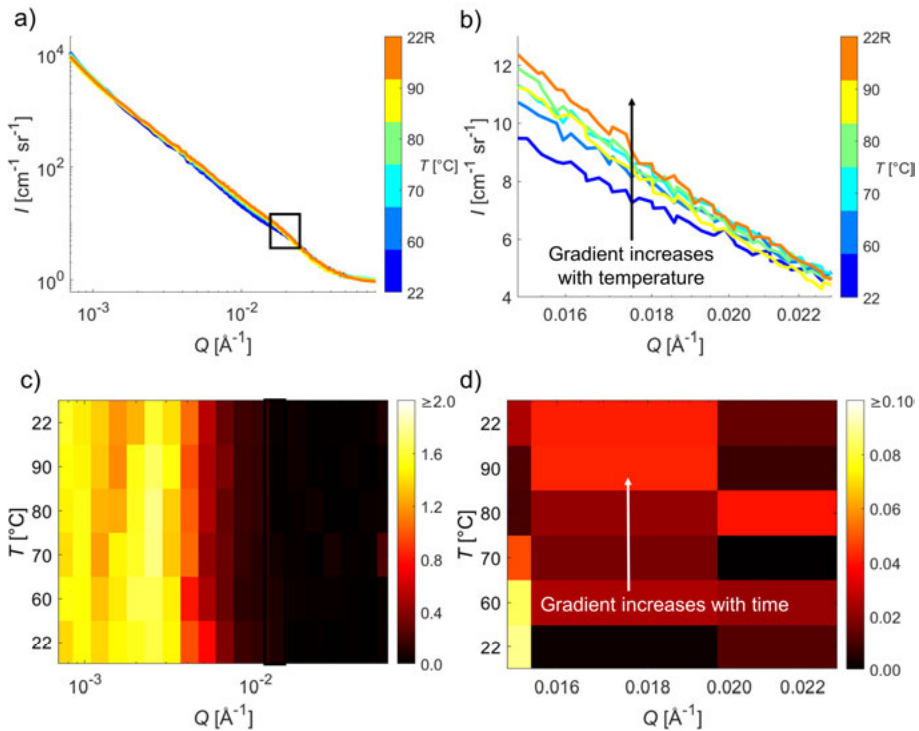 a)
10⁴
10²
10⁰
I [cm⁻¹ sr⁻¹]
10⁻³
10⁻²
Q [Å⁻¹]
22R
90
80
T [°C]
70
60
22
b)
12
10
8
6
4
I [cm⁻¹ sr⁻¹]
Gradient increases
with temperature
0.016
0.018
0.020
0.022
Q [Å⁻¹]
22R
90
80
T [°C]
70
60
22
c)
22
90
80
70
60
22
T [°C]
10⁻³
10⁻²
Q [Å⁻¹]
≥2.0
1.6
1.2
0.8
0.4
0.0
d)
22
90
80
70
60
22
T [°C]
Gradient increases with time
0.016
0.018
0.020
0.022
Q [Å⁻¹]
≥0.10
0.08
0.06
0.04
0.02
0.00